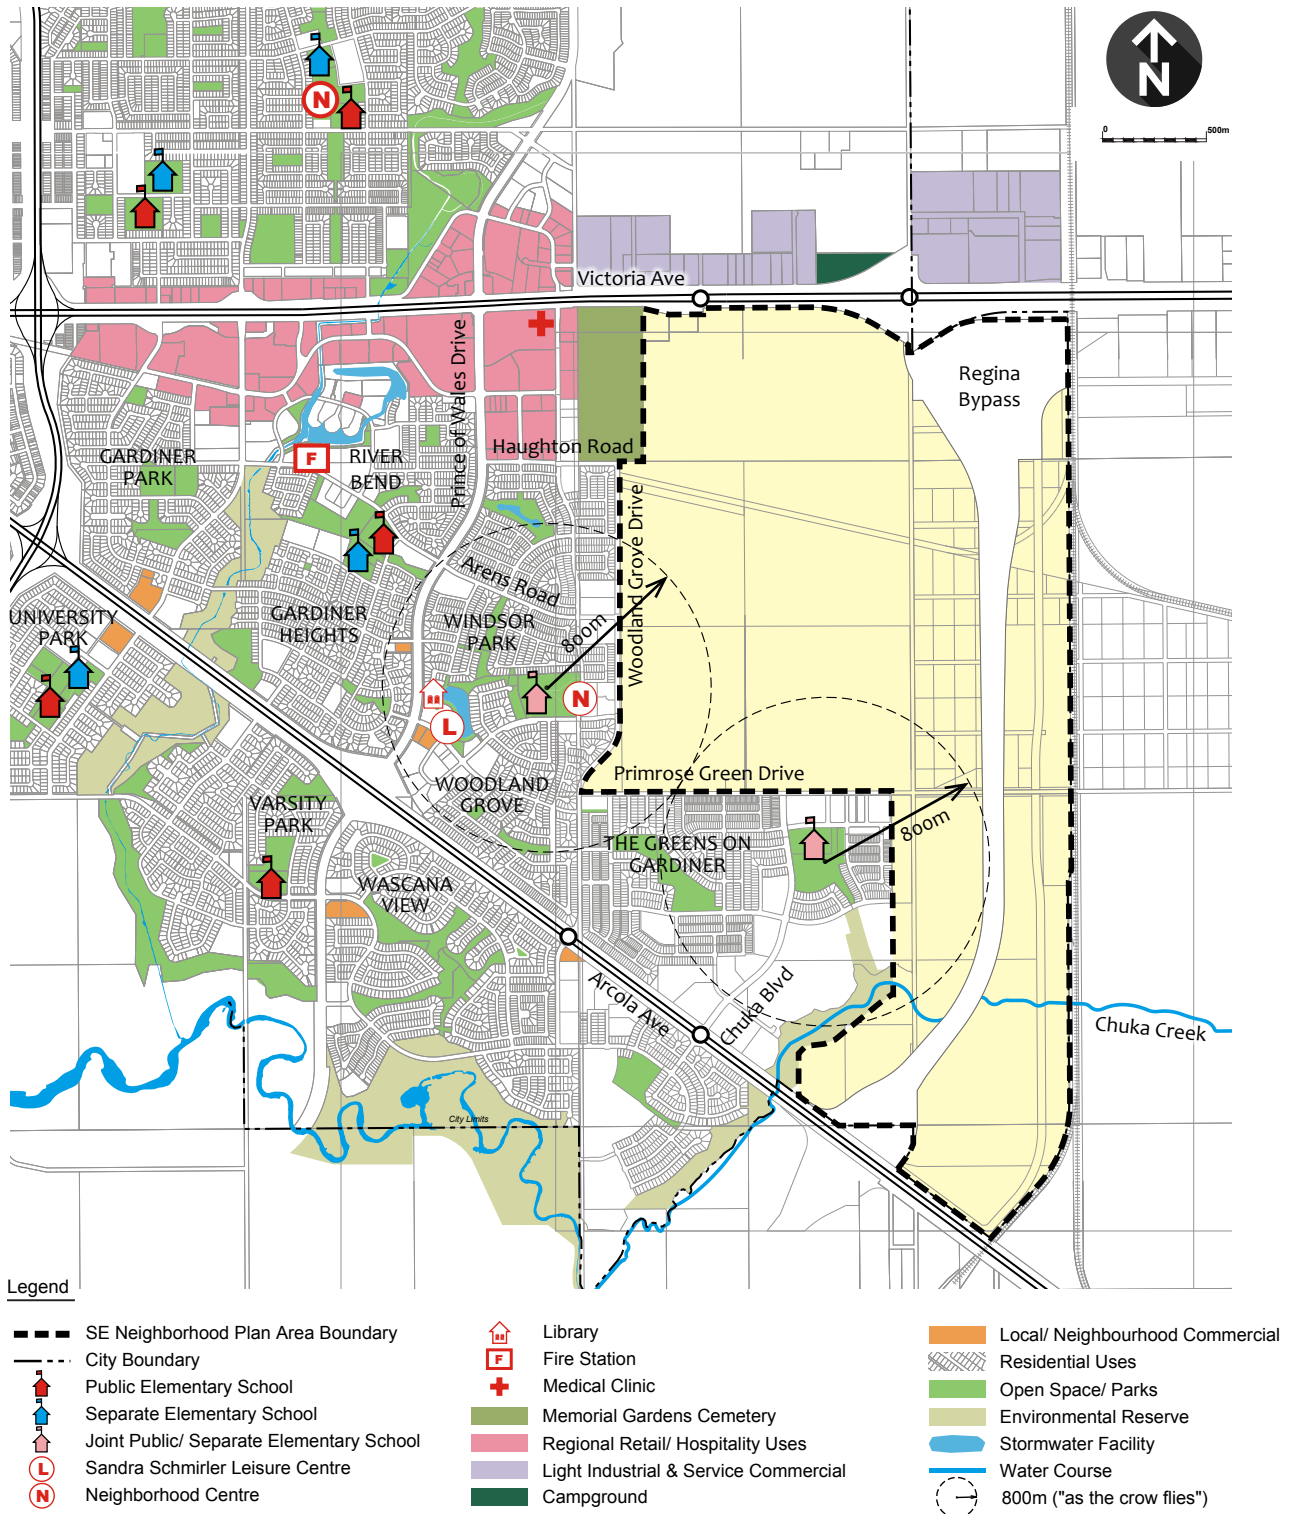 N
0 500m
N
Victoria Ave
Prince of Wales Drive
Regina
Bypass
Haughton Road
GARDINER
PARK
F
RIVER
BEND
Woodland Grove Drive
Arens Road
UNIVERSITY
PARK
GARDINER
HEIGHTS
WINDSOR
PARK
800m
N
L
Primrose Green Drive
WOODLAND
GROVE
VARSITY
PARK
THE GREENS ON
GARDINER
800m
WASCANA
VIEW
Arcola Ave
Chuka Blvd
Chuka Creek
City Limits
Legend
SE Neighborhood Plan Area Boundary
City Boundary
Public Elementary School
Separate Elementary School
Joint Public/ Separate Elementary School
L Sandra Schmirler Leisure Centre
N Neighborhood Centre
Library
F Fire Station
Medical Clinic
Memorial Gardens Cemetery
Regional Retail/ Hospitality Uses
Light Industrial & Service Commercial
Campground
Local/ Neighbourhood Commercial
Residential Uses
Open Space/ Parks
Environmental Reserve
Stormwater Facility
Water Course
800m ("as the crow flies")